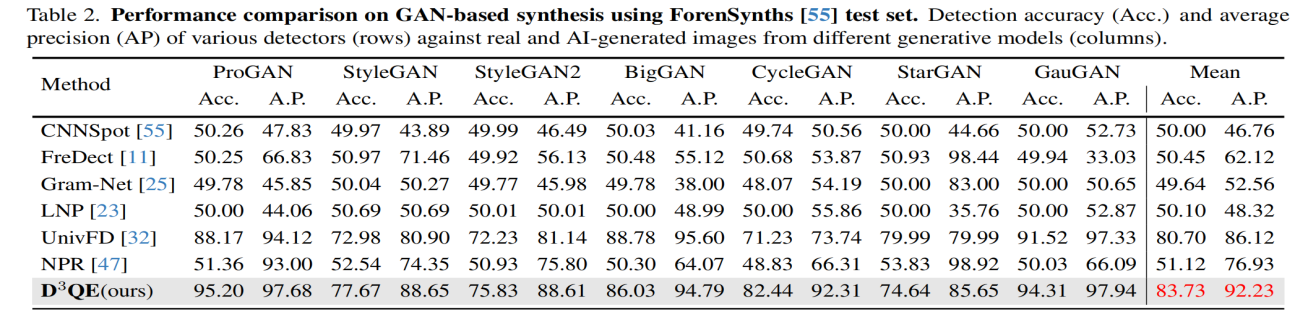 Table 2. Performance comparison on GAN-based synthesis using ForenSynths [55] test set. Detection accuracy (Acc.) and average
precision (AP) of various detectors (rows) against real and AI-generated images from different generative models (columns).
Method ProGAN StyleGAN StyleGAN2 BigGAN CycleGAN StarGAN GauGAN Mean
Acc. A.P. Acc. A.P. Acc. A.P. Acc. A.P. Acc. A.P. Acc. A.P. Acc. A.P. Acc. A.P.
CNNSpot [55] 50.26 47.83 49.97 43.89 49.99 46.49 50.03 41.16 49.74 50.56 50.00 44.66 50.00 52.73 50.00 46.76
FreDect [11] 50.25 66.83 50.97 71.46 49.92 56.13 50.48 55.12 50.68 53.87 50.93 98.44 49.94 33.03 50.45 62.12
Gram-Net [25] 49.78 45.85 50.04 50.27 49.77 45.98 49.78 38.00 48.07 54.19 50.00 83.00 50.00 50.65 49.64 52.56
LNP [23] 50.00 44.06 50.69 50.69 50.01 50.01 50.00 48.99 50.00 55.86 50.00 35.76 50.00 52.87 50.10 48.32
UnivFD [32] 88.17 94.12 72.98 80.90 72.23 81.14 88.78 95.60 71.23 73.74 79.99 79.99 91.52 97.33 80.70 86.12
NPR [47] 51.36 93.00 52.54 74.35 50.93 75.80 50.30 64.07 48.83 66.31 53.83 98.92 50.03 66.09 51.12 76.93
D³QE(ours) 95.20 97.68 77.67 88.65 75.83 88.61 86.03 94.79 82.44 92.31 74.64 85.65 94.31 97.94 83.73 92.23